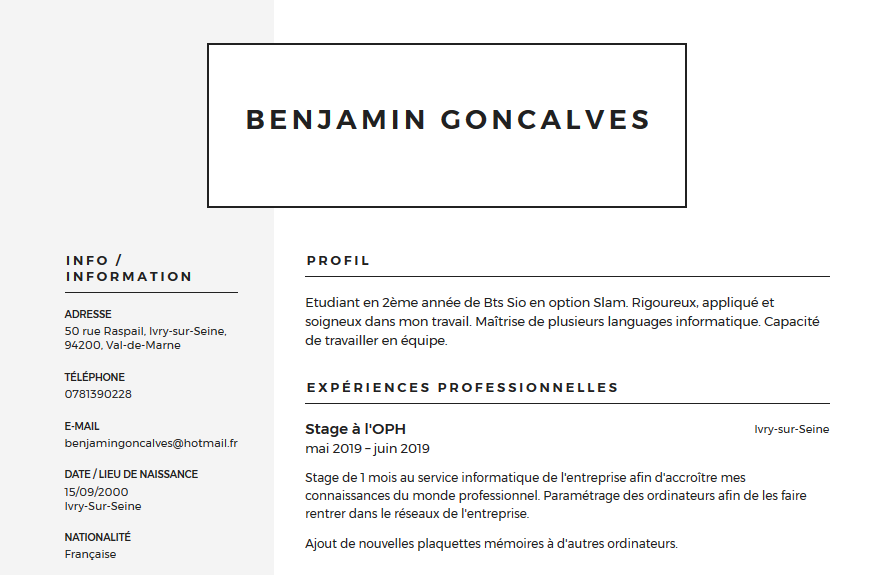 BENJAMIN GONCALVES
INFO /
INFORMATION
ADRESSE
50 rue Raspail, Ivry-sur-Seine,
94200, Val-de-Marne
TÉLÉPHONE
0781390228
E-MAIL
benjamingoncalves@hotmail.fr
DATE / LIEU DE NAISSANCE
15/09/2000
Ivry-Sur-Seine
NATIONALITÉ
Française
PROFIL
Etudiant en 2ème année de Bts Sio en option Slam. Rigoureux, appliqué et
soigneux dans mon travail. Maîtrise de plusieurs languages informatique. Capacité
de travailler en équipe.
EXPÉRIENCES PROFESSIONNELLES
Stage à l'OPH
Ivry-sur-Seine
mai 2019 – juin 2019
Stage de 1 mois au service informatique de l'entreprise afin d'accroître mes
connaissances du monde professionnel. Paramétrage des ordinateurs afin de les faire
rentrer dans le réseaux de l'entreprise.
Ajout de nouvelles plaquettes mémoires à d'autres ordinateurs.